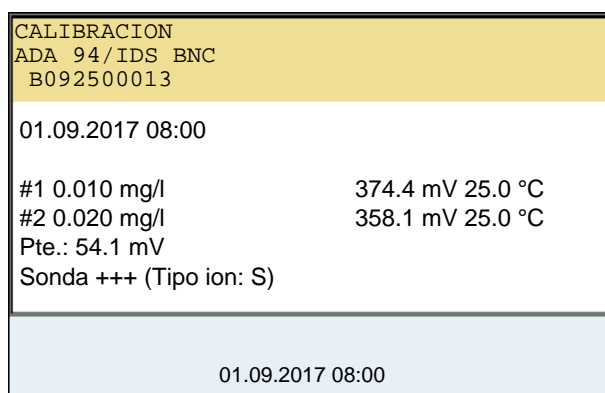 CALIBRACION
ADA 94/IDS BNC
B092500013
01.09.2017 08:00
#1 0.010 mg/l 374.4 mV 25.0 °C
#2 0.020 mg/l 358.1 mV 25.0 °C
Pte.: 54.1 mV
Sonda +++ (Tipo ion: S)
01.09.2017 08:00